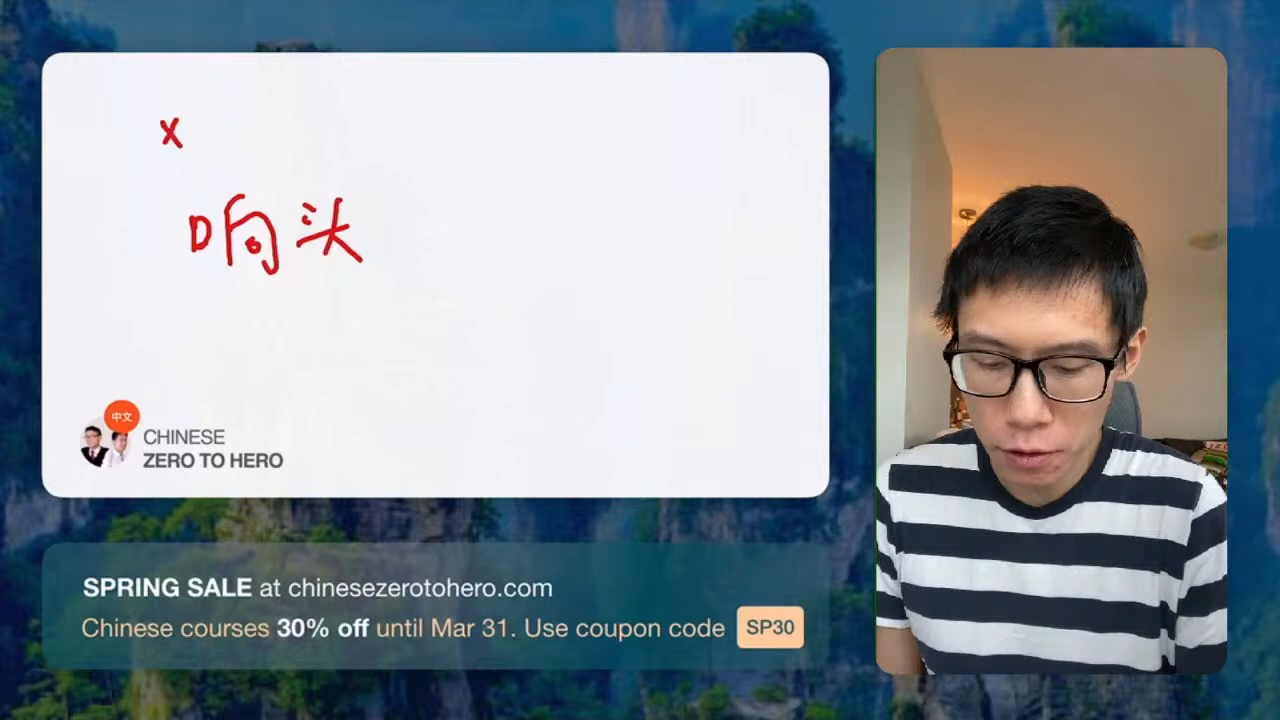 x
响头
中文
CHINESE
ZERO TO HERO
SPRING SALE at chinesezerotohero.com
Chinese courses 30% off until Mar 31. Use coupon code SP30